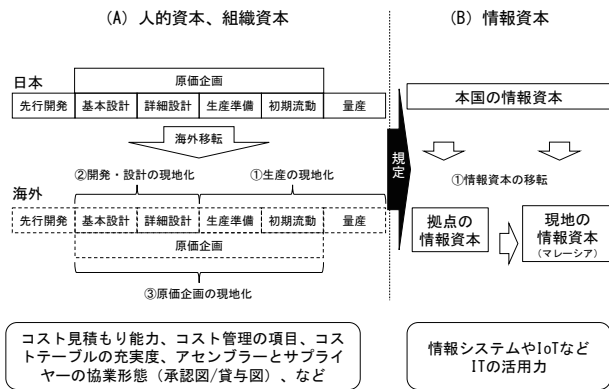 (A) 人的資本、組織資本
(B) 情報資本
日本
原価企画
先行開発 基本設計 詳細設計 生産準備 初期流動 量産
海外移転
②開発・設計の現地化 ①生産の現地化
海外
先行開発 基本設計 詳細設計 生産準備 初期流動 量産
原価企画
③原価企画の現地化
コスト見積もり能力、コスト管理の項目、コス
トテーブルの充実度、アセンブラーとサプライ
ヤーの協業形態（承認図/貸与図）、など
規定
本国の情報資本
①情報資本の移転
拠点の
情報資本
現地の
情報資本
(マレーシア)
情報システムやIoTなど
ITの活用力